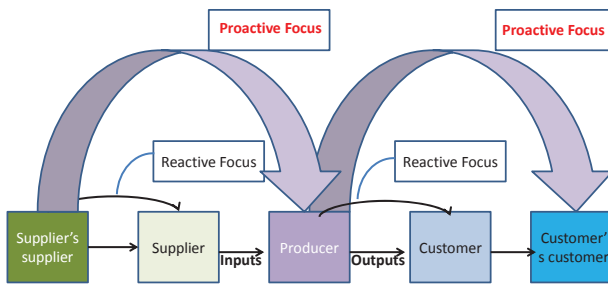 Proactive Focus
Proactive Focus
Reactive Focus
Reactive Focus
Supplier's
supplier
Supplier
Inputs
Producer
Outputs
Customer
Customer'
s customer